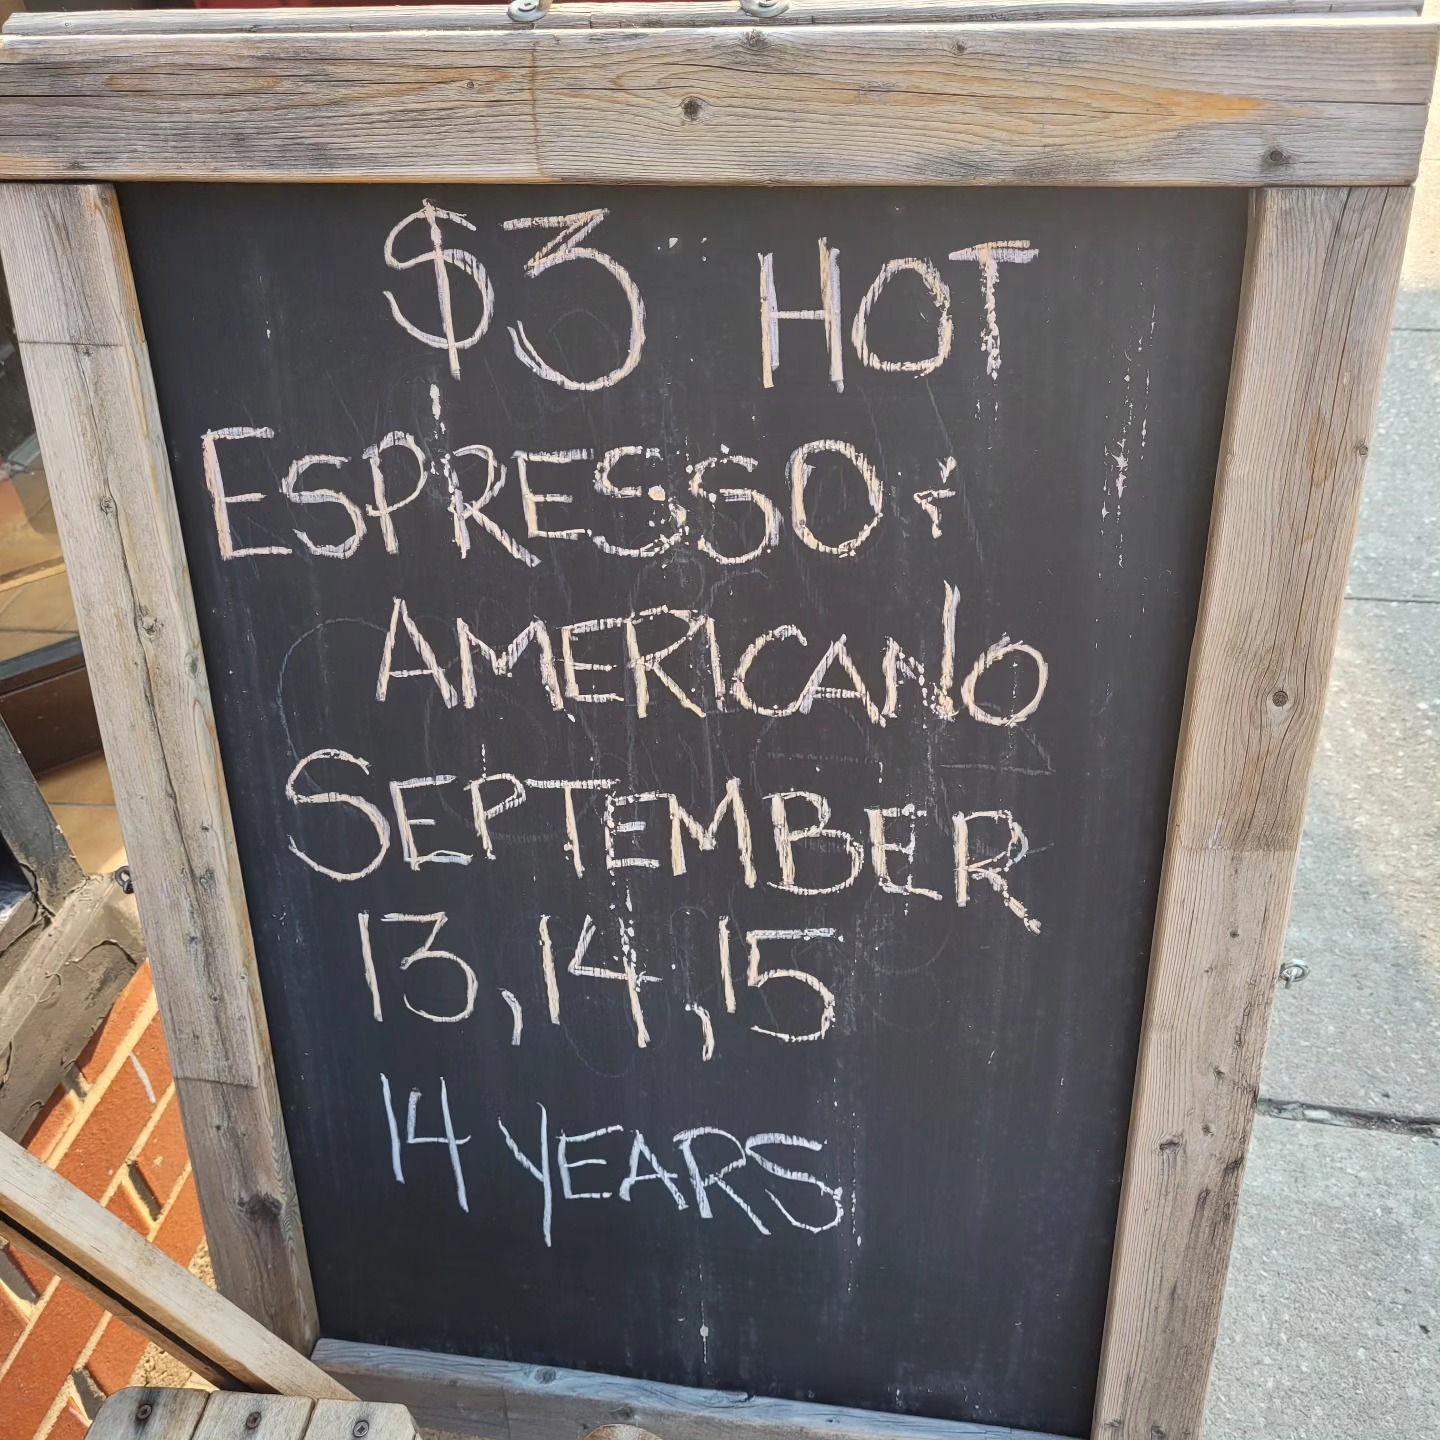 $3 HOT
ESPRESSO +
AMERICANO
SEPTEMBER
13, 14, 15
14 YEARS